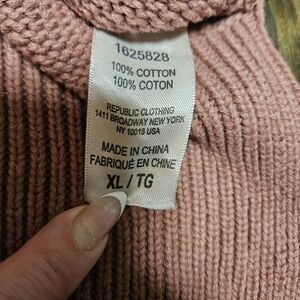 1625828
100% COTTON
100% COTON
REPUBLIC CLOTHING
1411 BROADWAY NEW YORK
NY 10018 USA
MADE IN CHINA
FABRIQUÉ EN CHINE
XL / TG